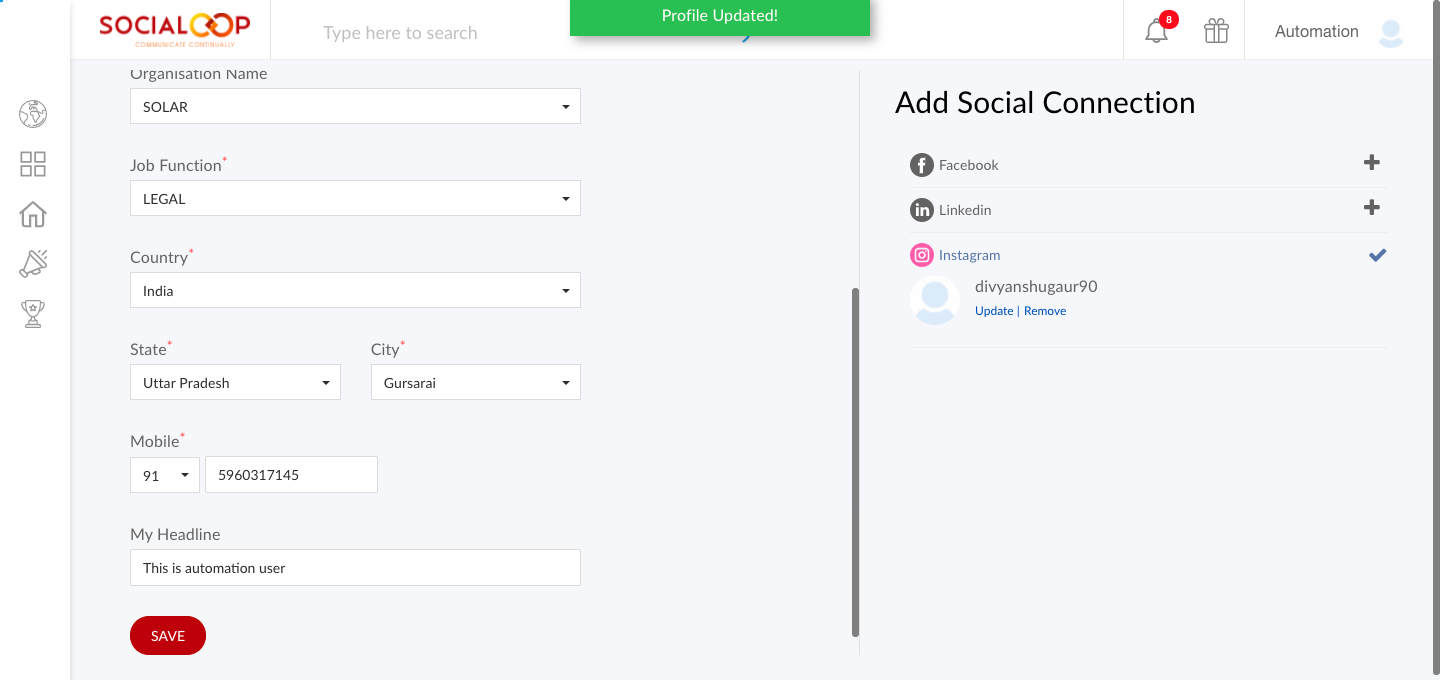 SOCIALOOP
COMMUNICATE CONTINUALLY
Type here to search
Profile Updated!
8
Automation
Organisation Name
SOLAR
Job Function*
LEGAL
Country*
India
State* City*
Uttar Pradesh Gursarai
Mobile*
91 5960317145
My Headline
This is automation user
SAVE
Add Social Connection
Facebook
Linkedin
Instagram
divyanshugaur90
Update | Remove